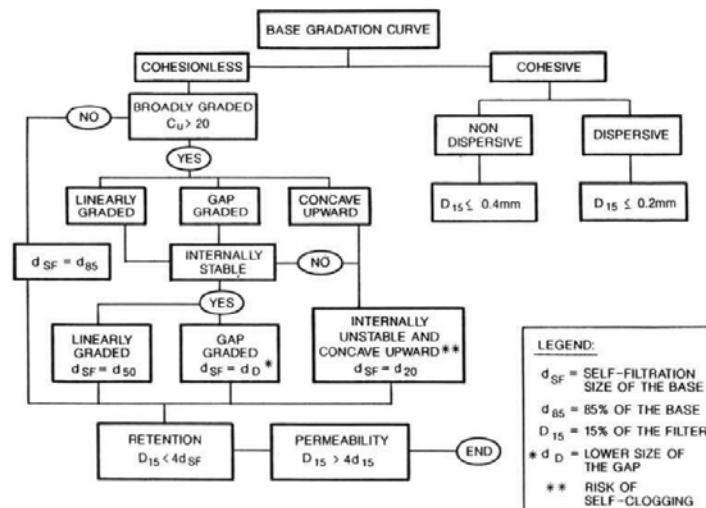 BASE GRADATION CURVE
COHESIONLESS
COHESIVE
NO
BROADLY GRADED
Cu > 20
NON
DISPERSIVE
DISPERSIVE
YES
LINEARLY
GRADED
GAP
GRADED
CONCAVE
UPWARD
D15 ≤ 0.4mm
D15 ≤ 0.2mm
dSF = d85
INTERNALLY
STABLE
NO
YES
LINEARLY
GRADED
dSF = d50
GAP
GRADED
dSF = dD*
INTERNALLY
UNSTABLE AND
CONCAVE UPWARD**
dSF = d20
RETENTION
D15 < 4dSF
PERMEABILITY
D15 > 4d15
END
LEGEND:
dSF = SELF-FILTRATION
SIZE OF THE BASE
d85 = 85% OF THE BASE
D15 = 15% OF THE FILTER
* dD = LOWER SIZE OF
THE GAP
** RISK OF
SELF-CLOGGING